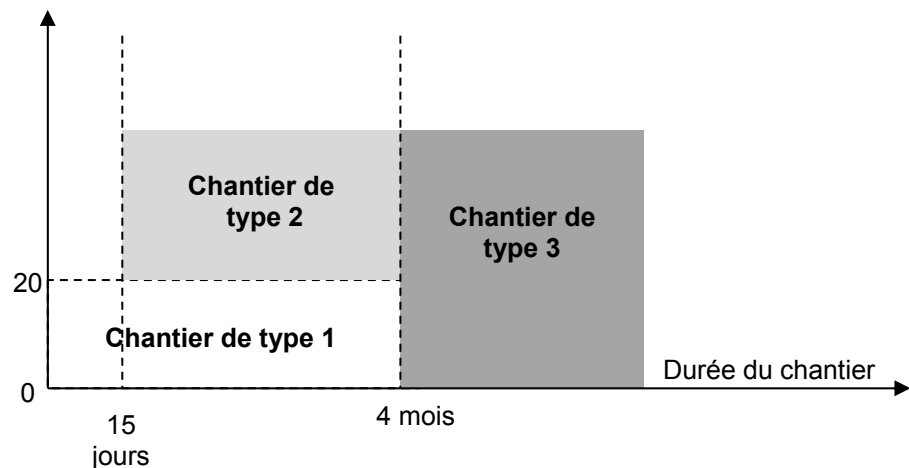 Chantier de
type 2
Chantier de
type 3
20
Chantier de type 1
0
Durée du chantier
15
jours
4 mois